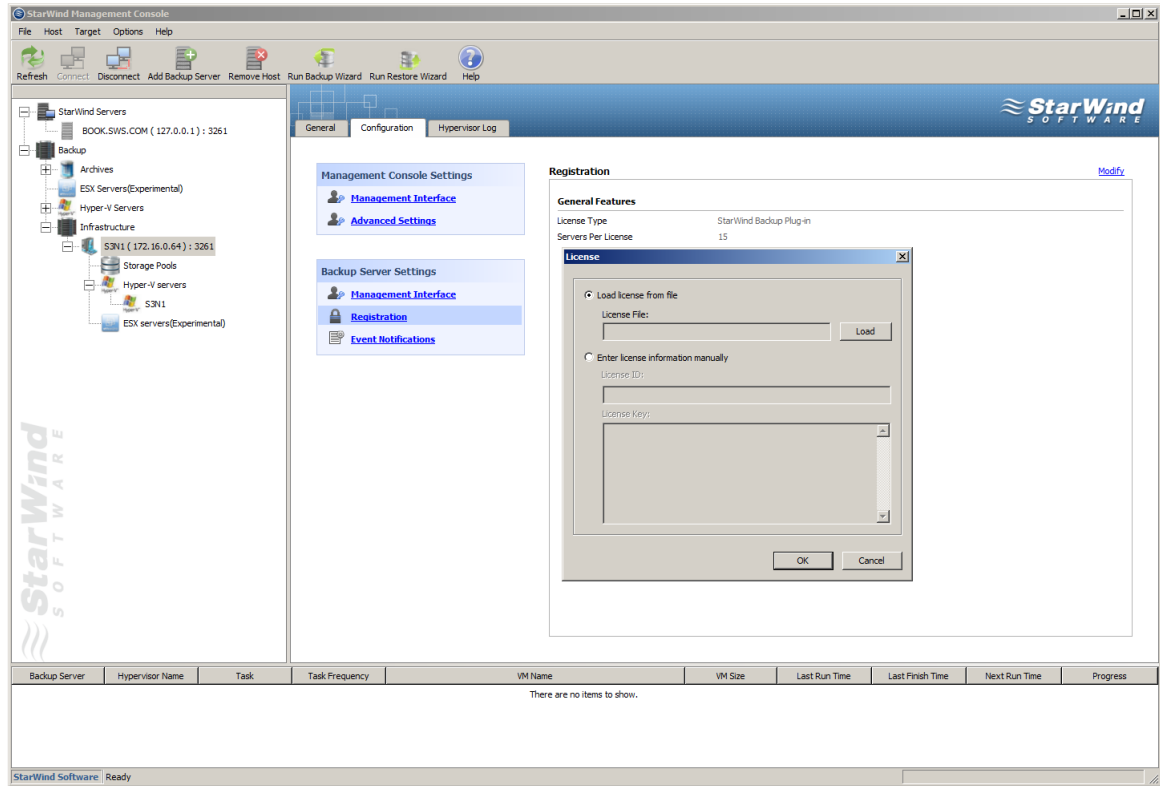 StarWind Management Console
File Host Target Options Help
Refresh Connect Disconnect Add Backup Server Remove Host Run Backup Wizard Run Restore Wizard Help
StarWind Servers
BOOK.SWS.COM ( 127.0.0.1 ) : 3261
Backup
Archives
ESX Servers(Experimental)
Hyper-V Servers
Infrastructure
S3N1 ( 172.16.0.64 ) : 3261
Storage Pools
Hyper-V servers
S3N1
ESX servers(Experimental)
StarWind
SOFTWARE
StarWind
SOFTWARE
General Configuration Hypervisor Log
Management Console Settings
Management Interface
Advanced Settings
Backup Server Settings
Management Interface
Registration
Event Notifications
Registration Modify
General Features
License Type StarWind Backup Plug-in
Servers Per License 15
License
Load license from file
License File:
Load
Enter license information manually
License ID:
License Key:
OK Cancel
Backup Server Hypervisor Name Task Task Frequency VM Name VM Size Last Run Time Last Finish Time Next Run Time Progress
There are no items to show.
StarWind Software Ready